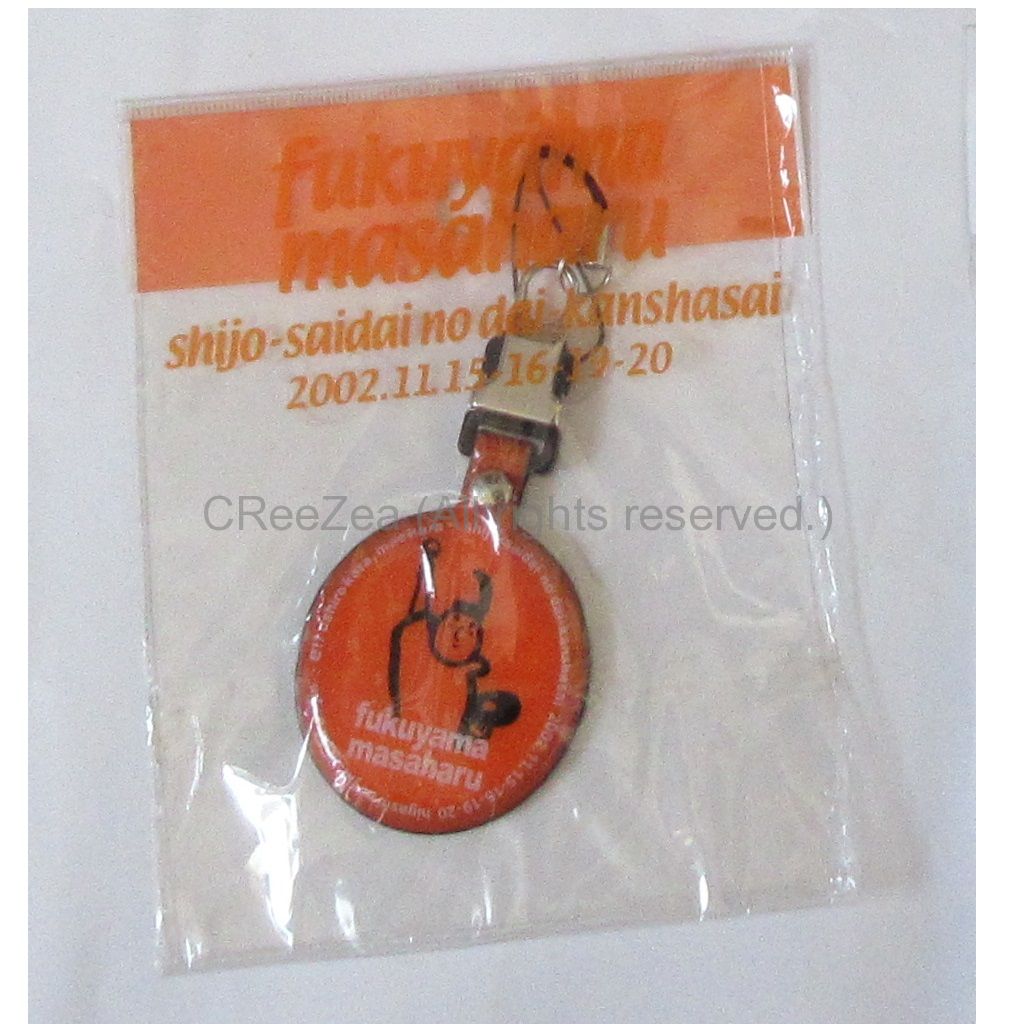 fukuyama
masaharu
shijo-saidai no dai-kanshasai
2002.11.15-16-19-20
CReeZea (All rights reserved.)
fukuyama
masaharu